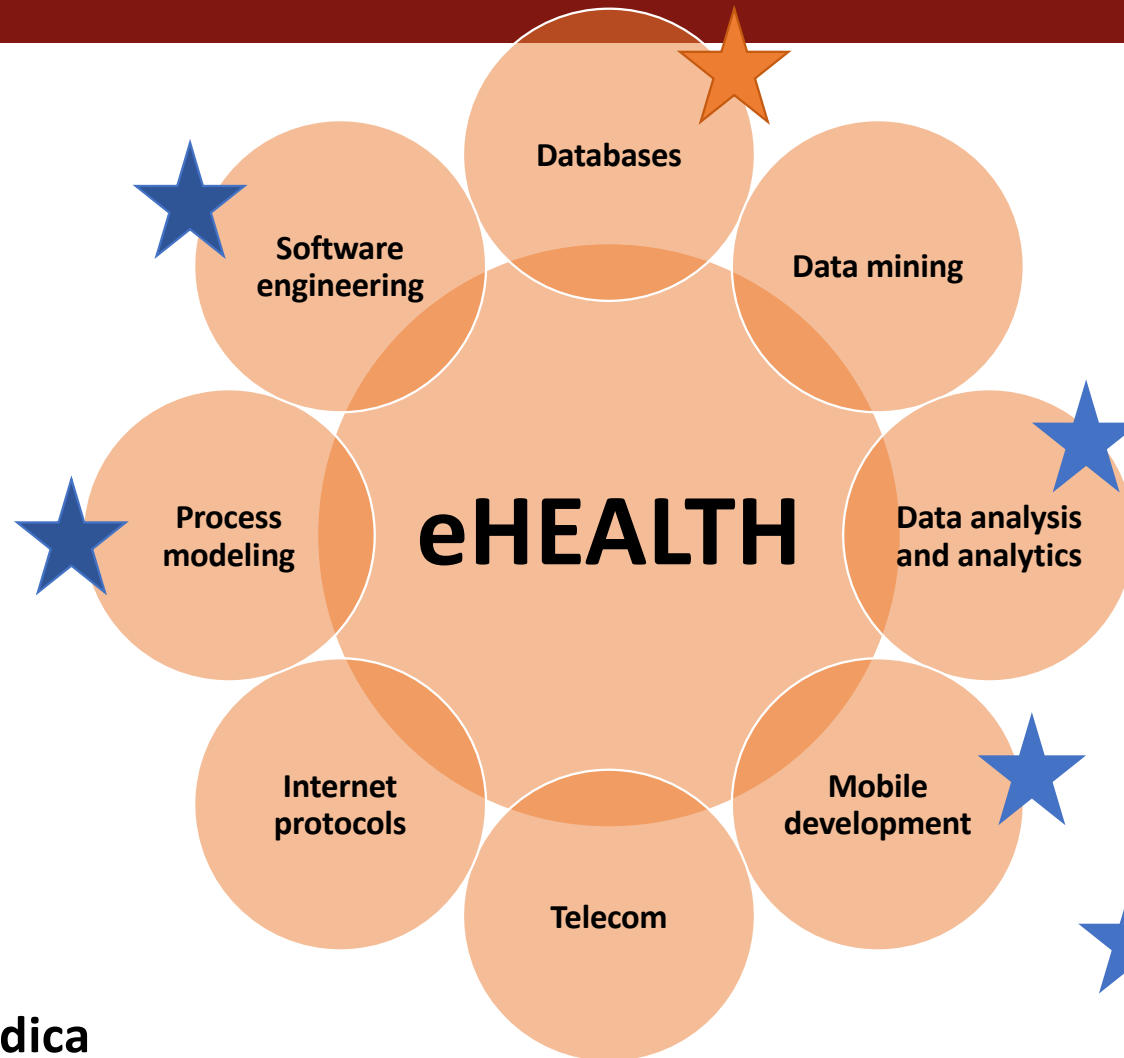 Databases
Software
engineering
Data mining
Process
modeling
eHEALTH
Data analysis
and analytics
Internet
protocols
Mobile
development
Telecom
dica